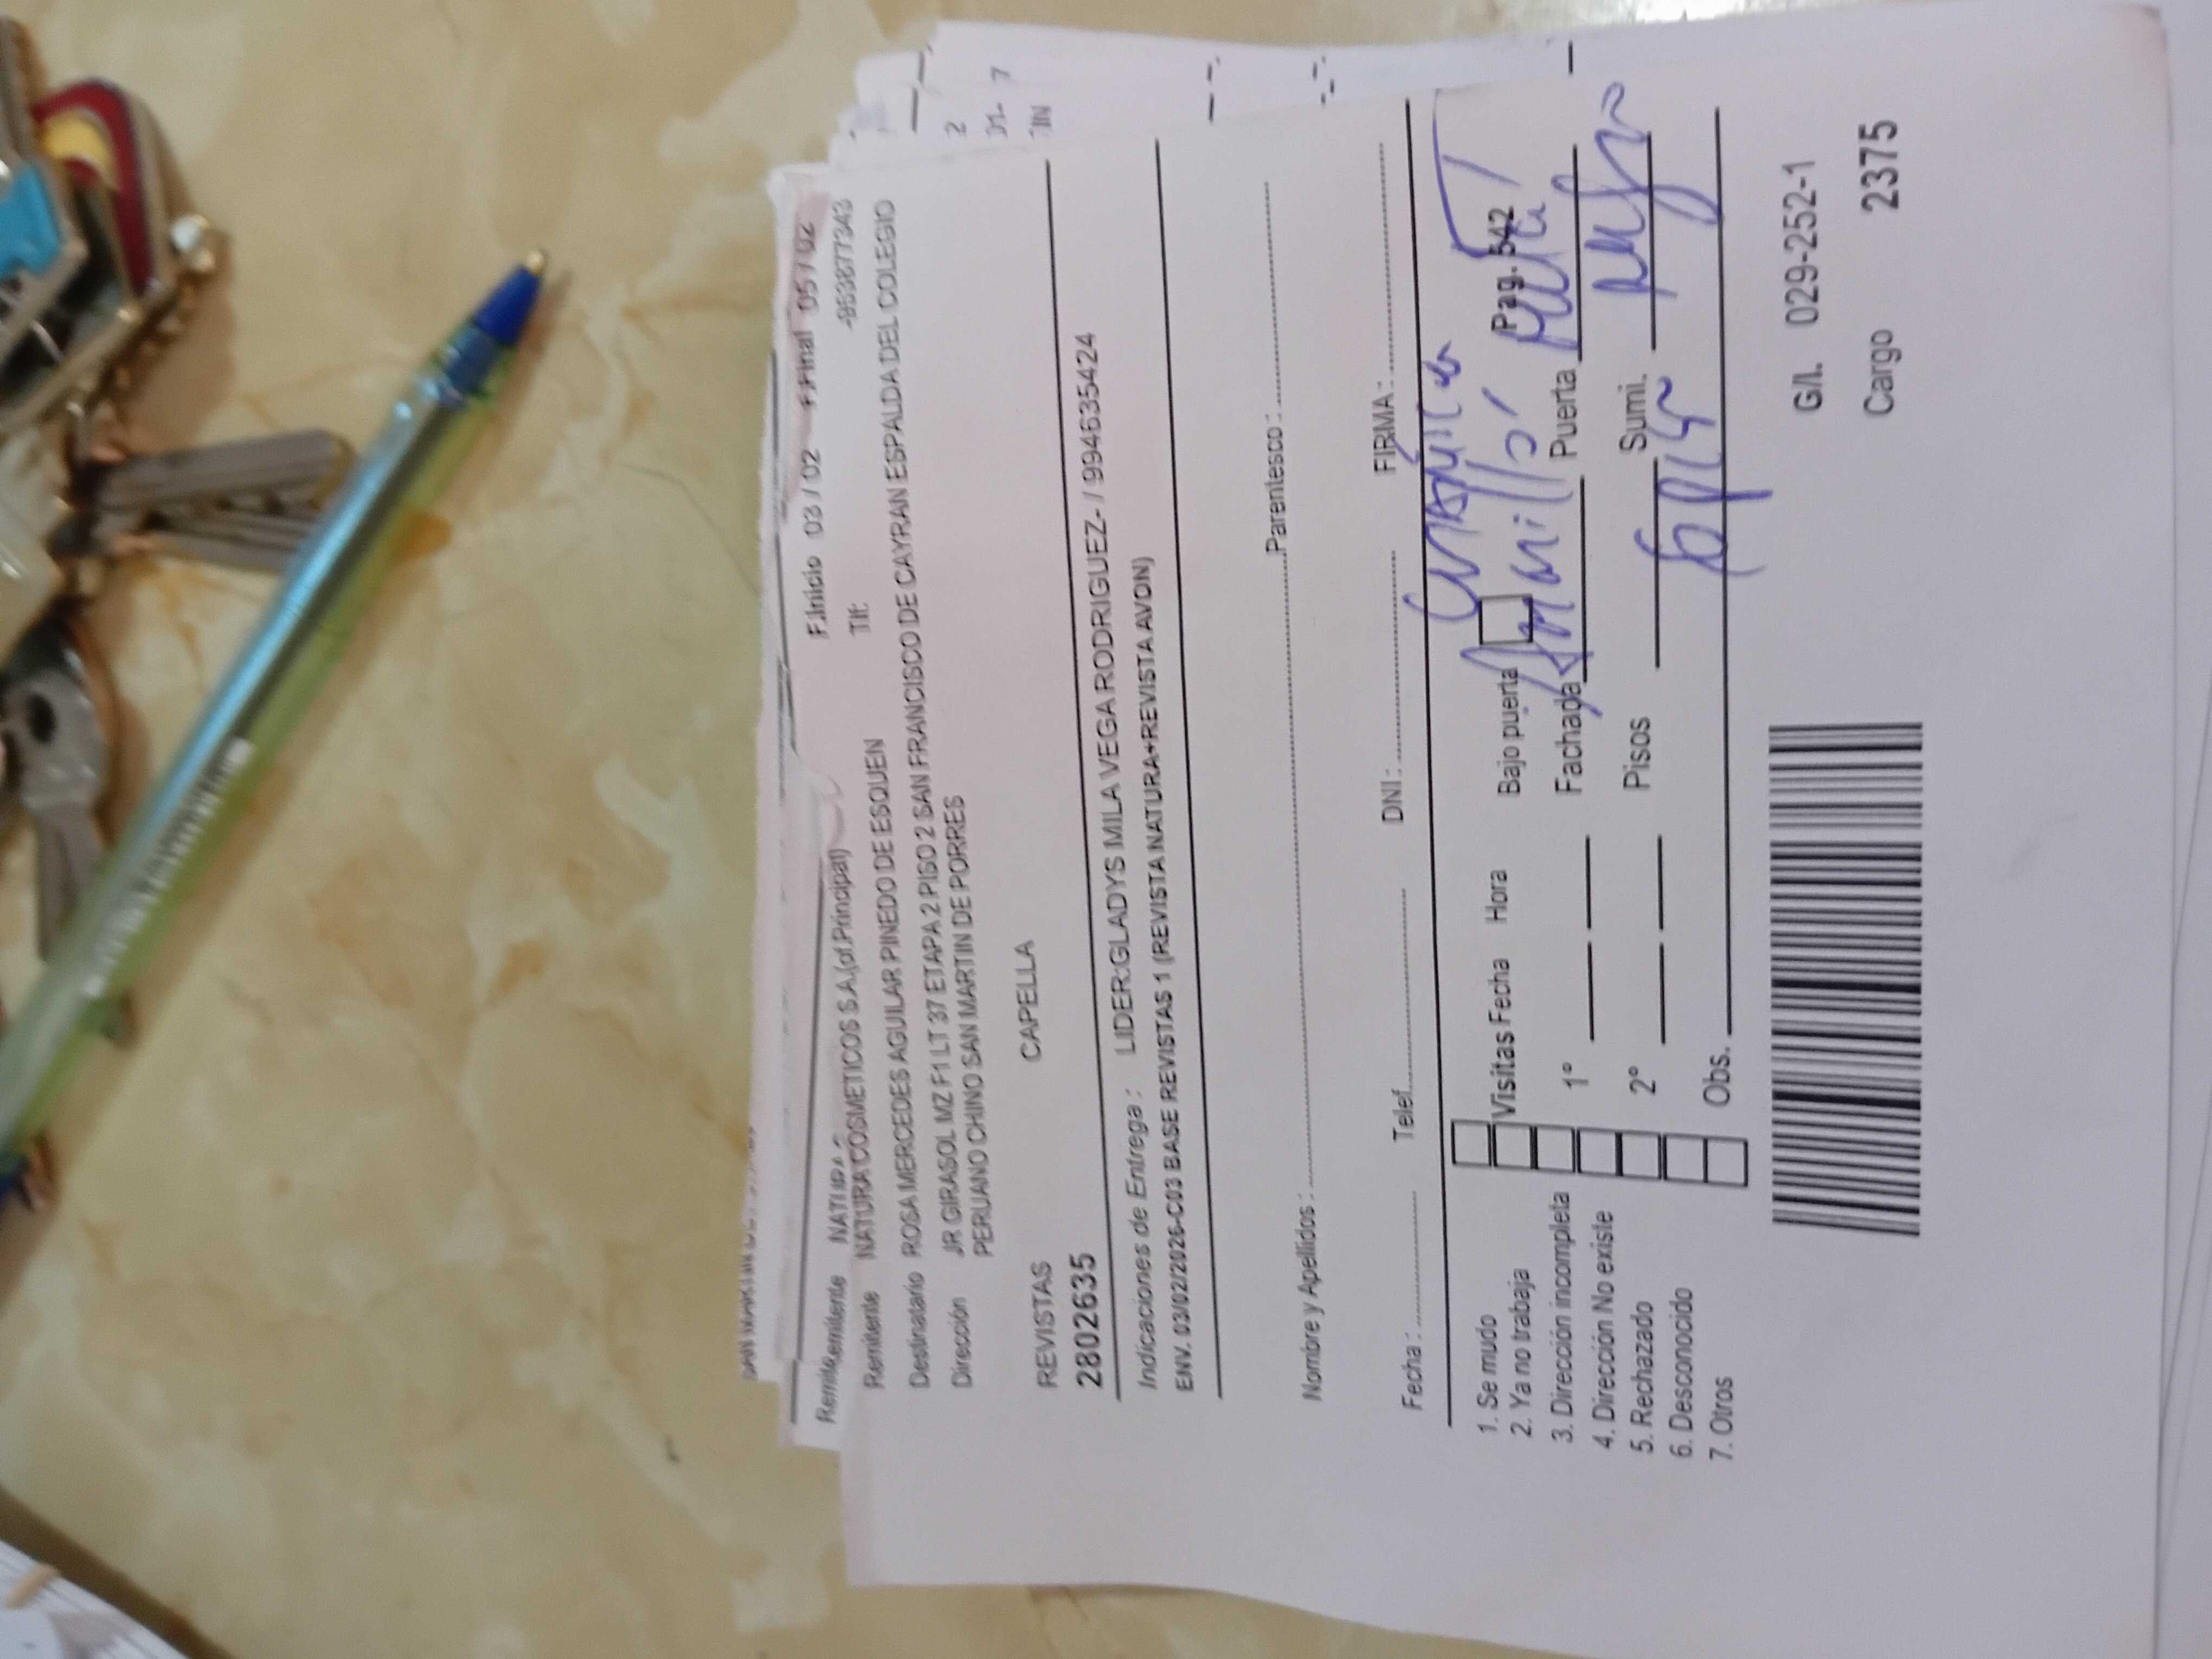 F.Inicio 03 / 02 F.Final 05 / 02
Remitente NATURA COSMETICOS S.A.(of.Principal) Tlf: -953877343
Destinatario ROSA MERCEDES AGUILAR PINEDO DE ESQUEN
Dirección JR GIRASOL MZ F1 LT 37 ETAPA 2 PISO 2 SAN FRANCISCO DE CAYRAN ESPALDA DEL COLEGIO
PERUANO CHINO SAN MARTIN DE PORRES
REVISTAS CAPELLA
2802635
Indicaciones de Entrega : LIDER:GLADYS MILA VEGA RODRIGUEZ- / 994635424
ENV. 03/02/2026-C03 BASE REVISTAS 1 (REVISTA NATURA+REVISTA AVON)
Nombre y Apellidos : Parentesco :
Fecha : Telef. DNI : FIRMA :
1. Se mudo
2. Ya no trabaja Visitas Fecha Hora Bajo puerta Pag. 542
3. Dirección incompleta 1º Fachada Puerta
4. Dirección No existe
5. Rechazado 2º Pisos Sumi.
6. Desconocido
7. Otros Obs.
G/l. 029-252-1
Cargo 2375